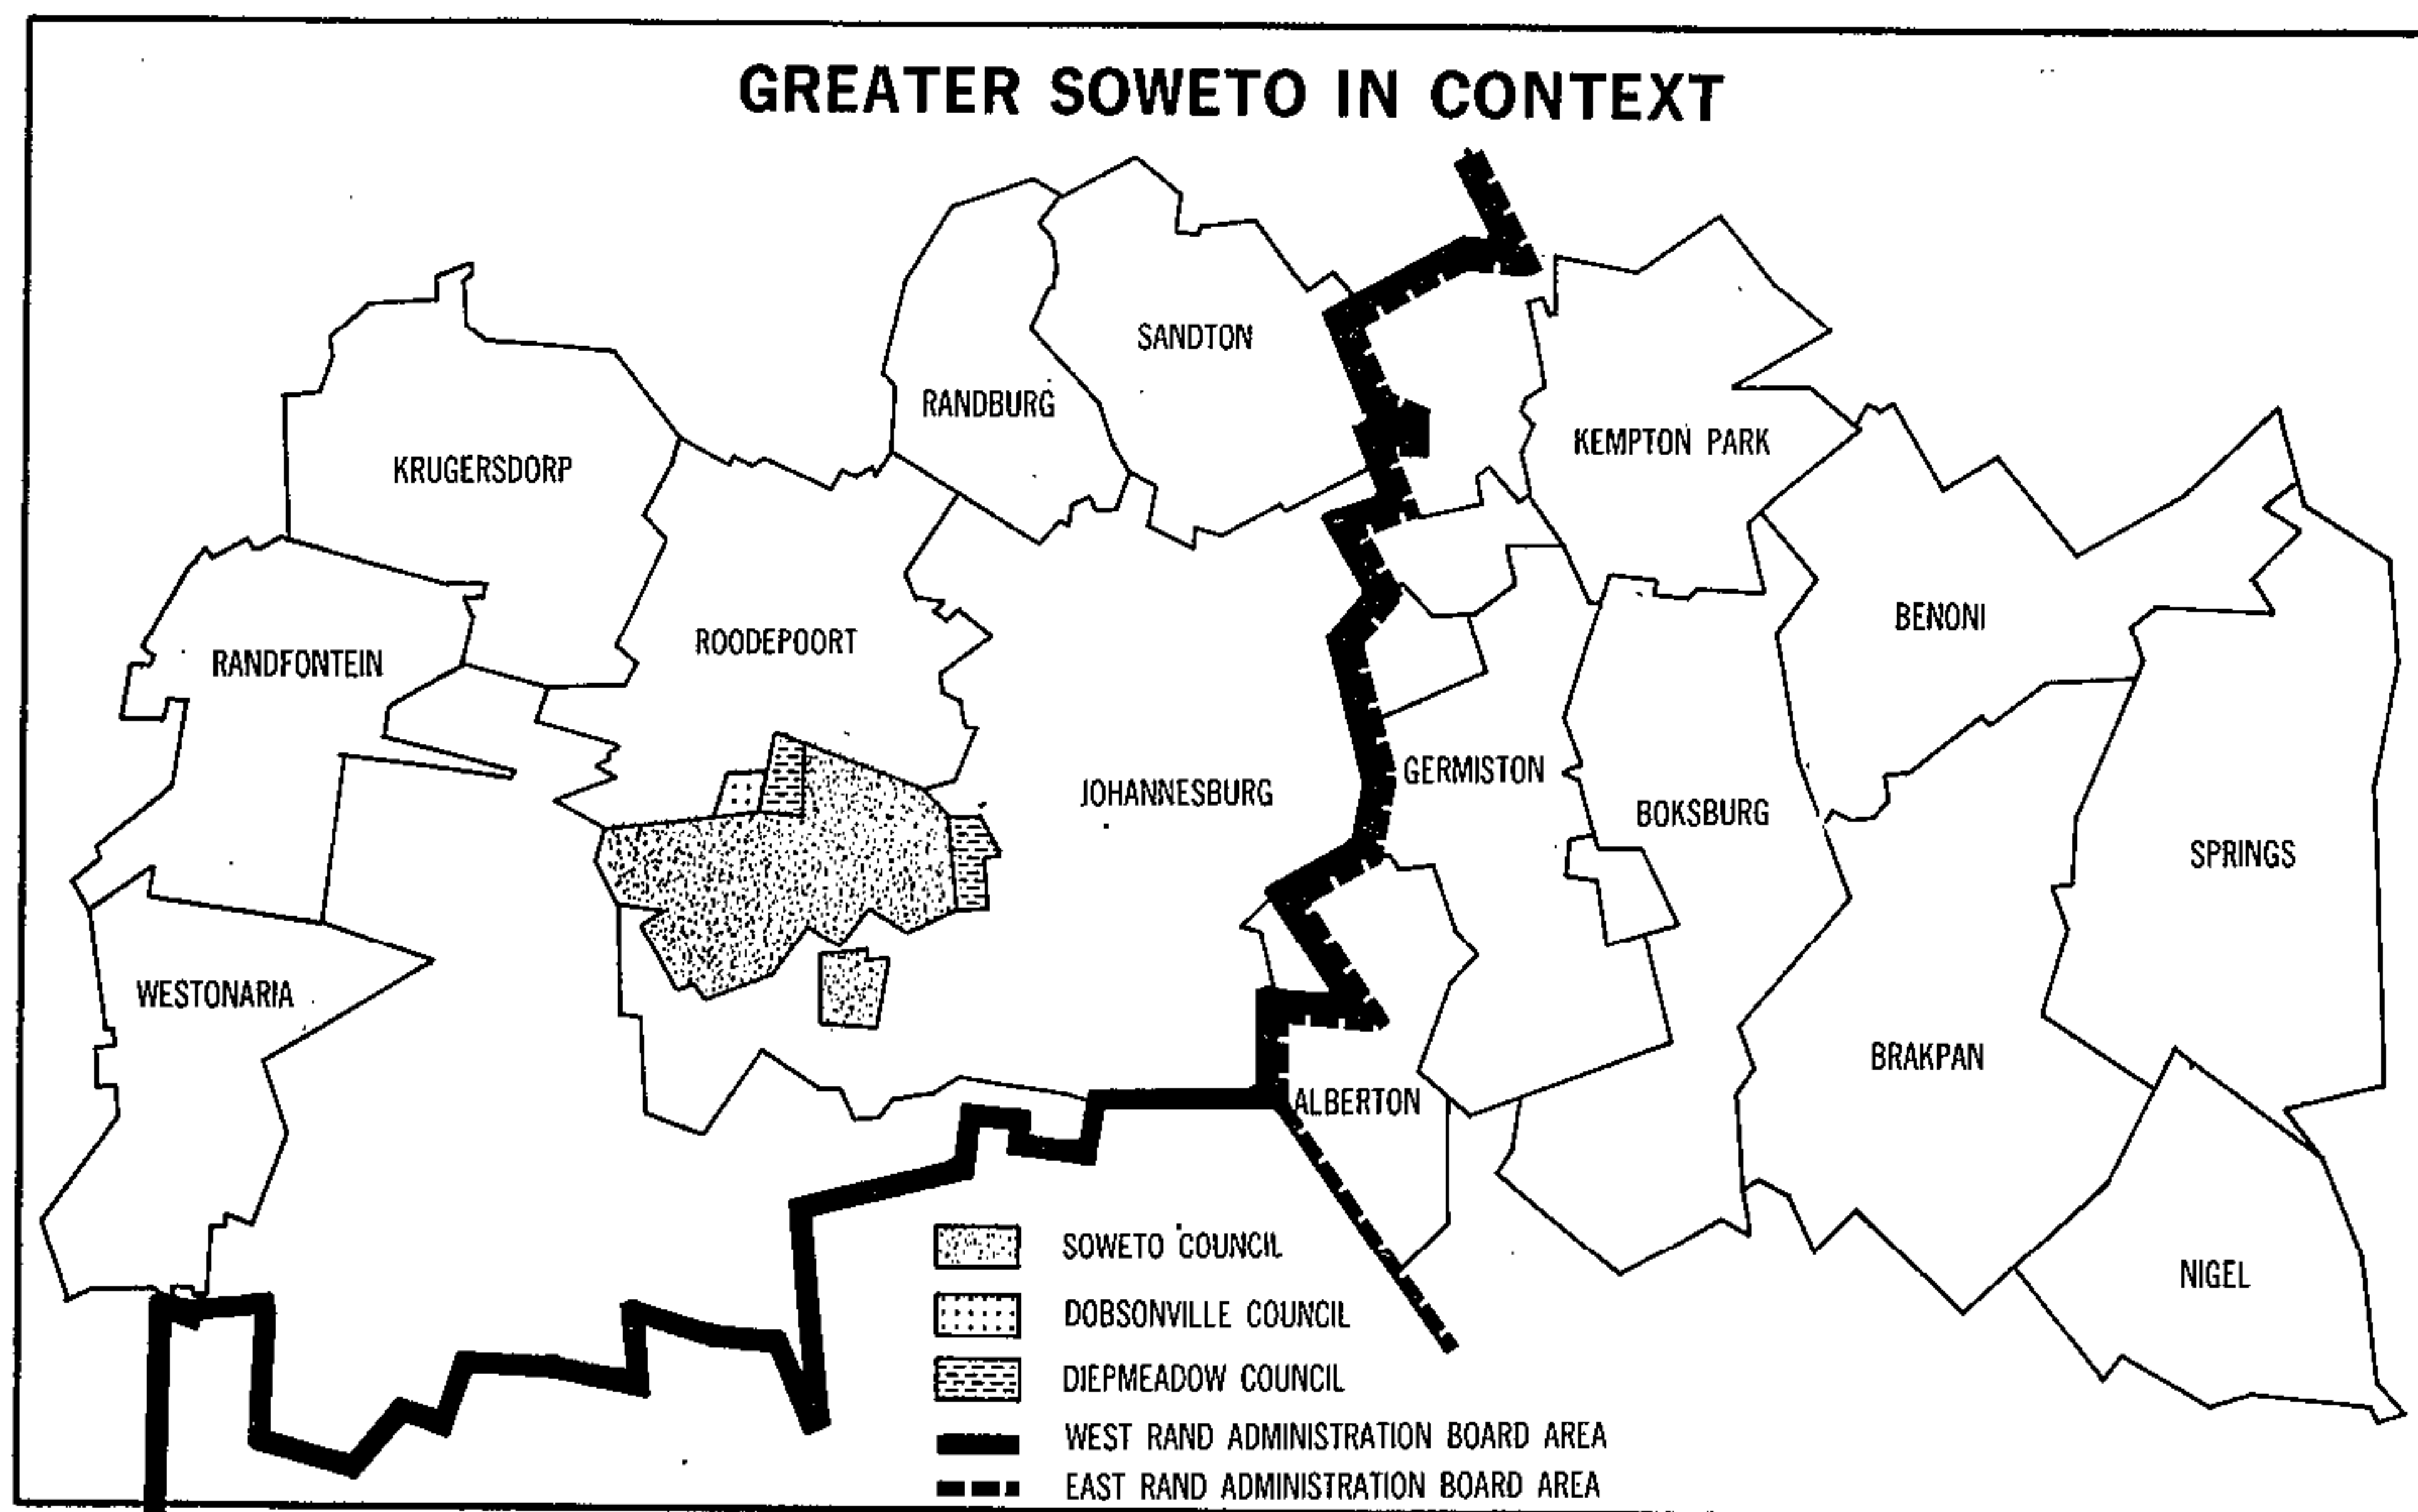 GREATER SOWETO IN CONTEXT
SANDTON
RANDBURG
KEMPTON PARK
KRUGERSDORP
BENONI
ROODEPOORT
RANDFONTEIN
GERMISTON
JOHANNESBURG
BOKSBURG
SPRINGS
WESTONARIA
BRAKPAN
ALBERTON
NIGEL
SOWETO COUNCIL
DOBSONVILLE COUNCIL
DIEPMEADOW COUNCIL
WEST RAND ADMINISTRATION BOARD AREA
EAST RAND ADMINISTRATION BOARD AREA